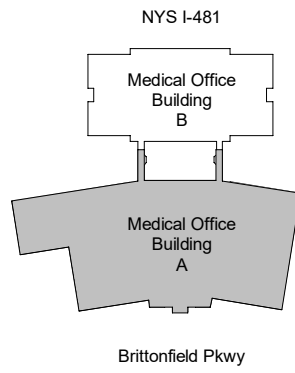 NYS I-481
Medical Office
Building
B
Medical Office
Building
A
Brittonfield Pkwy